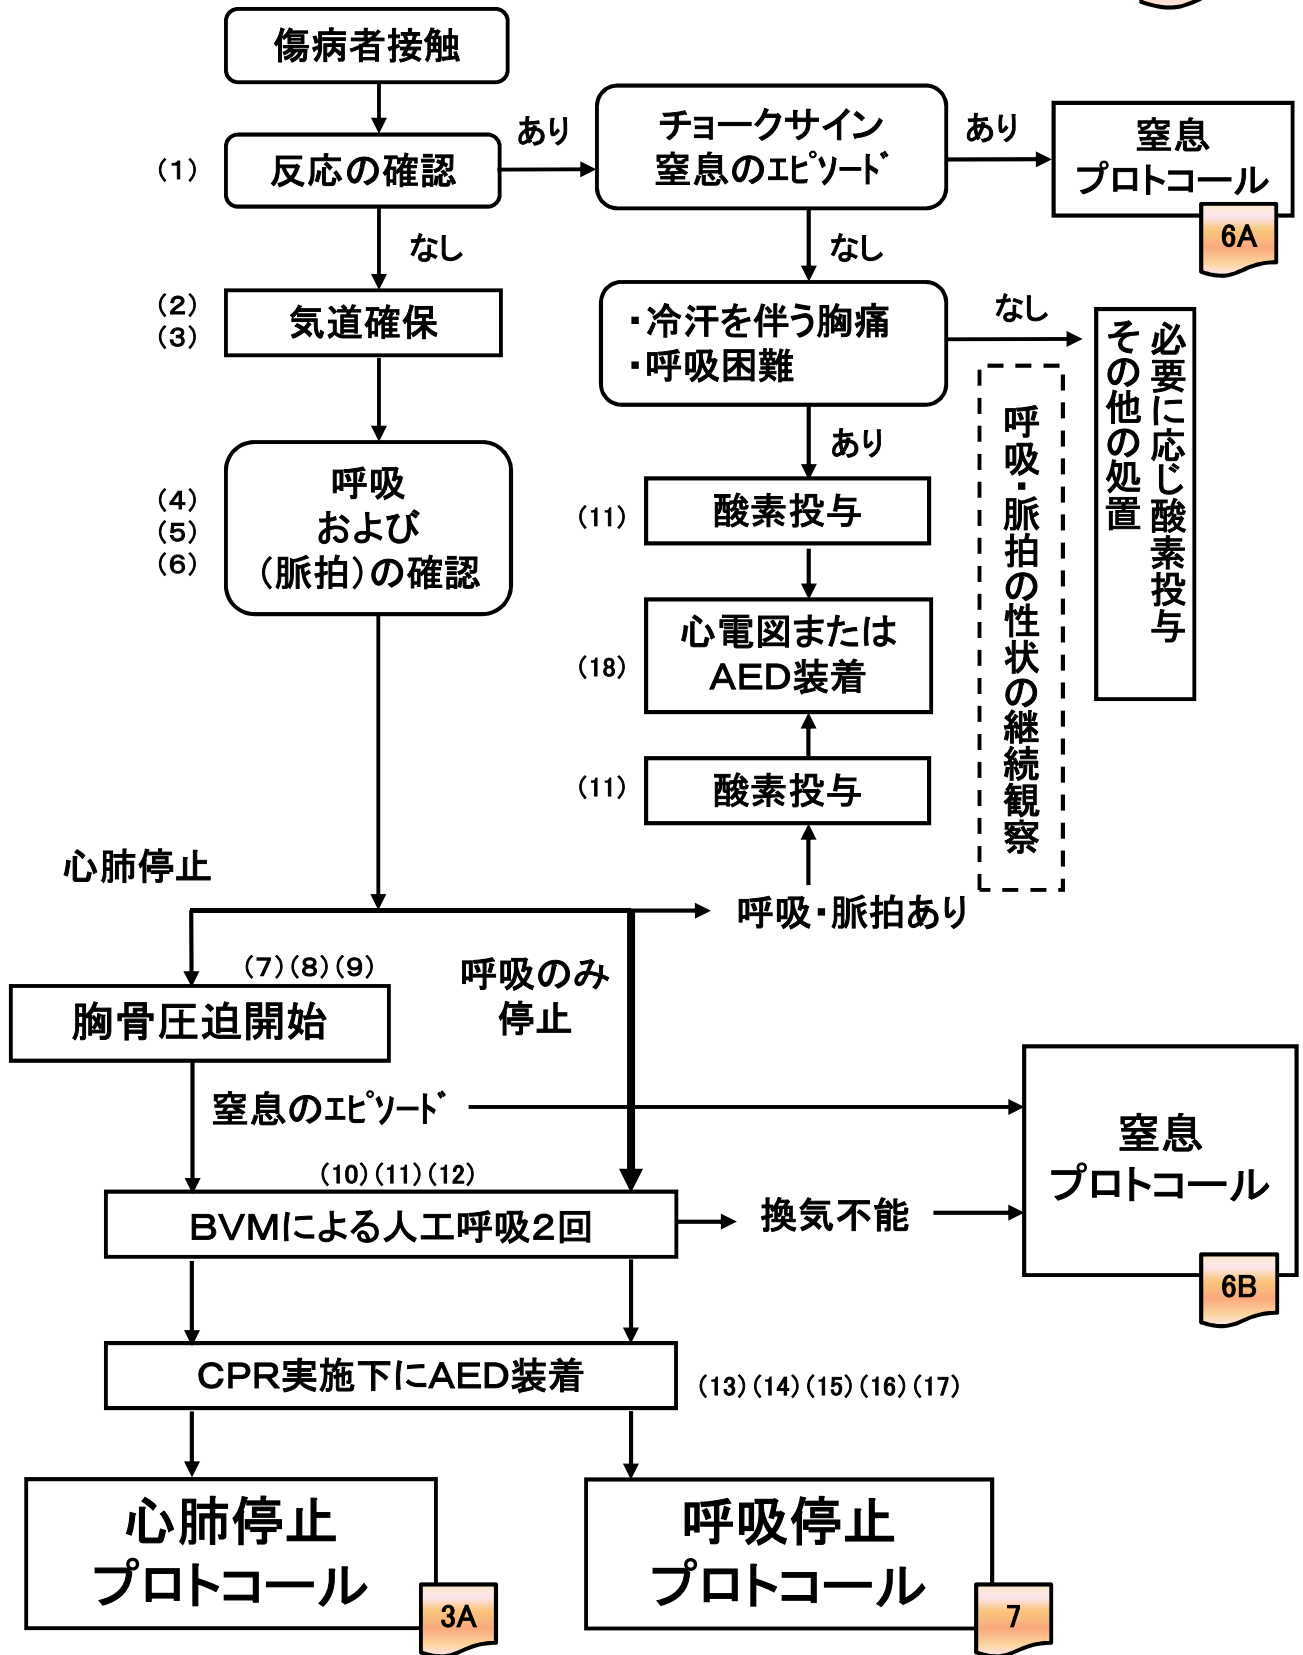 傷病者接触
(1)
反応の確認
あり
チョークサイン
窒息のｴﾋﾟｿｰﾄﾞ
あり
窒息
プロトコール
6A
なし
なし
(2)
(3)
気道確保
・冷汗を伴う胸痛
・呼吸困難
なし
必要に応じ酸素投与
その他の処置
呼吸・脈拍の性状の継続観察
あり
(4)
(5)
(6)
呼吸
および
(脈拍)の確認
(11)
酸素投与
(18)
心電図または
ＡＥＤ装着
(11)
酸素投与
心肺停止
呼吸・脈拍あり
(7)(8)(9)
呼吸のみ
停止
胸骨圧迫開始
窒息のｴﾋﾟｿｰﾄﾞ
窒息
プロトコール
6B
(10)(11)(12)
ＢＶＭによる人工呼吸２回
換気不能
ＣＰＲ実施下にＡＥＤ装着
(13)(14)(15)(16)(17)
心肺停止
プロトコール
3A
呼吸停止
プロトコール
7